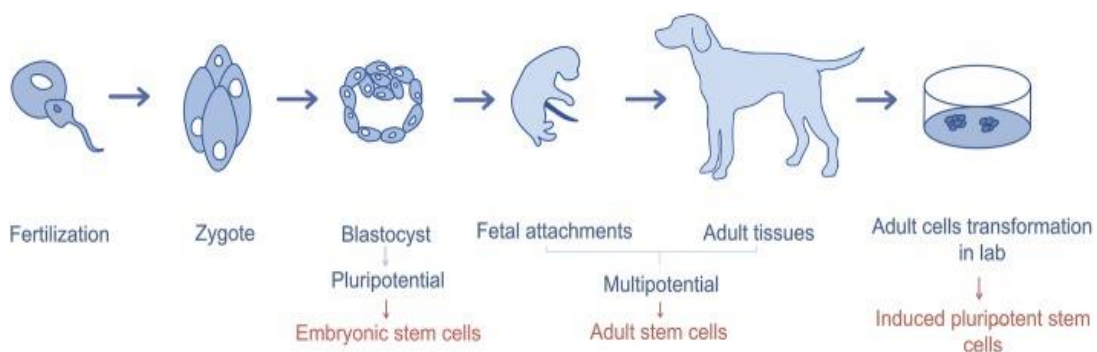 Fertilization
Zygote
Blastocyst
Fetal attachments
Adult tissues
Adult cells transformation
in lab
Pluripotential
Multipotential
Embryonic stem cells
Adult stem cells
Induced pluripotent stem
cells